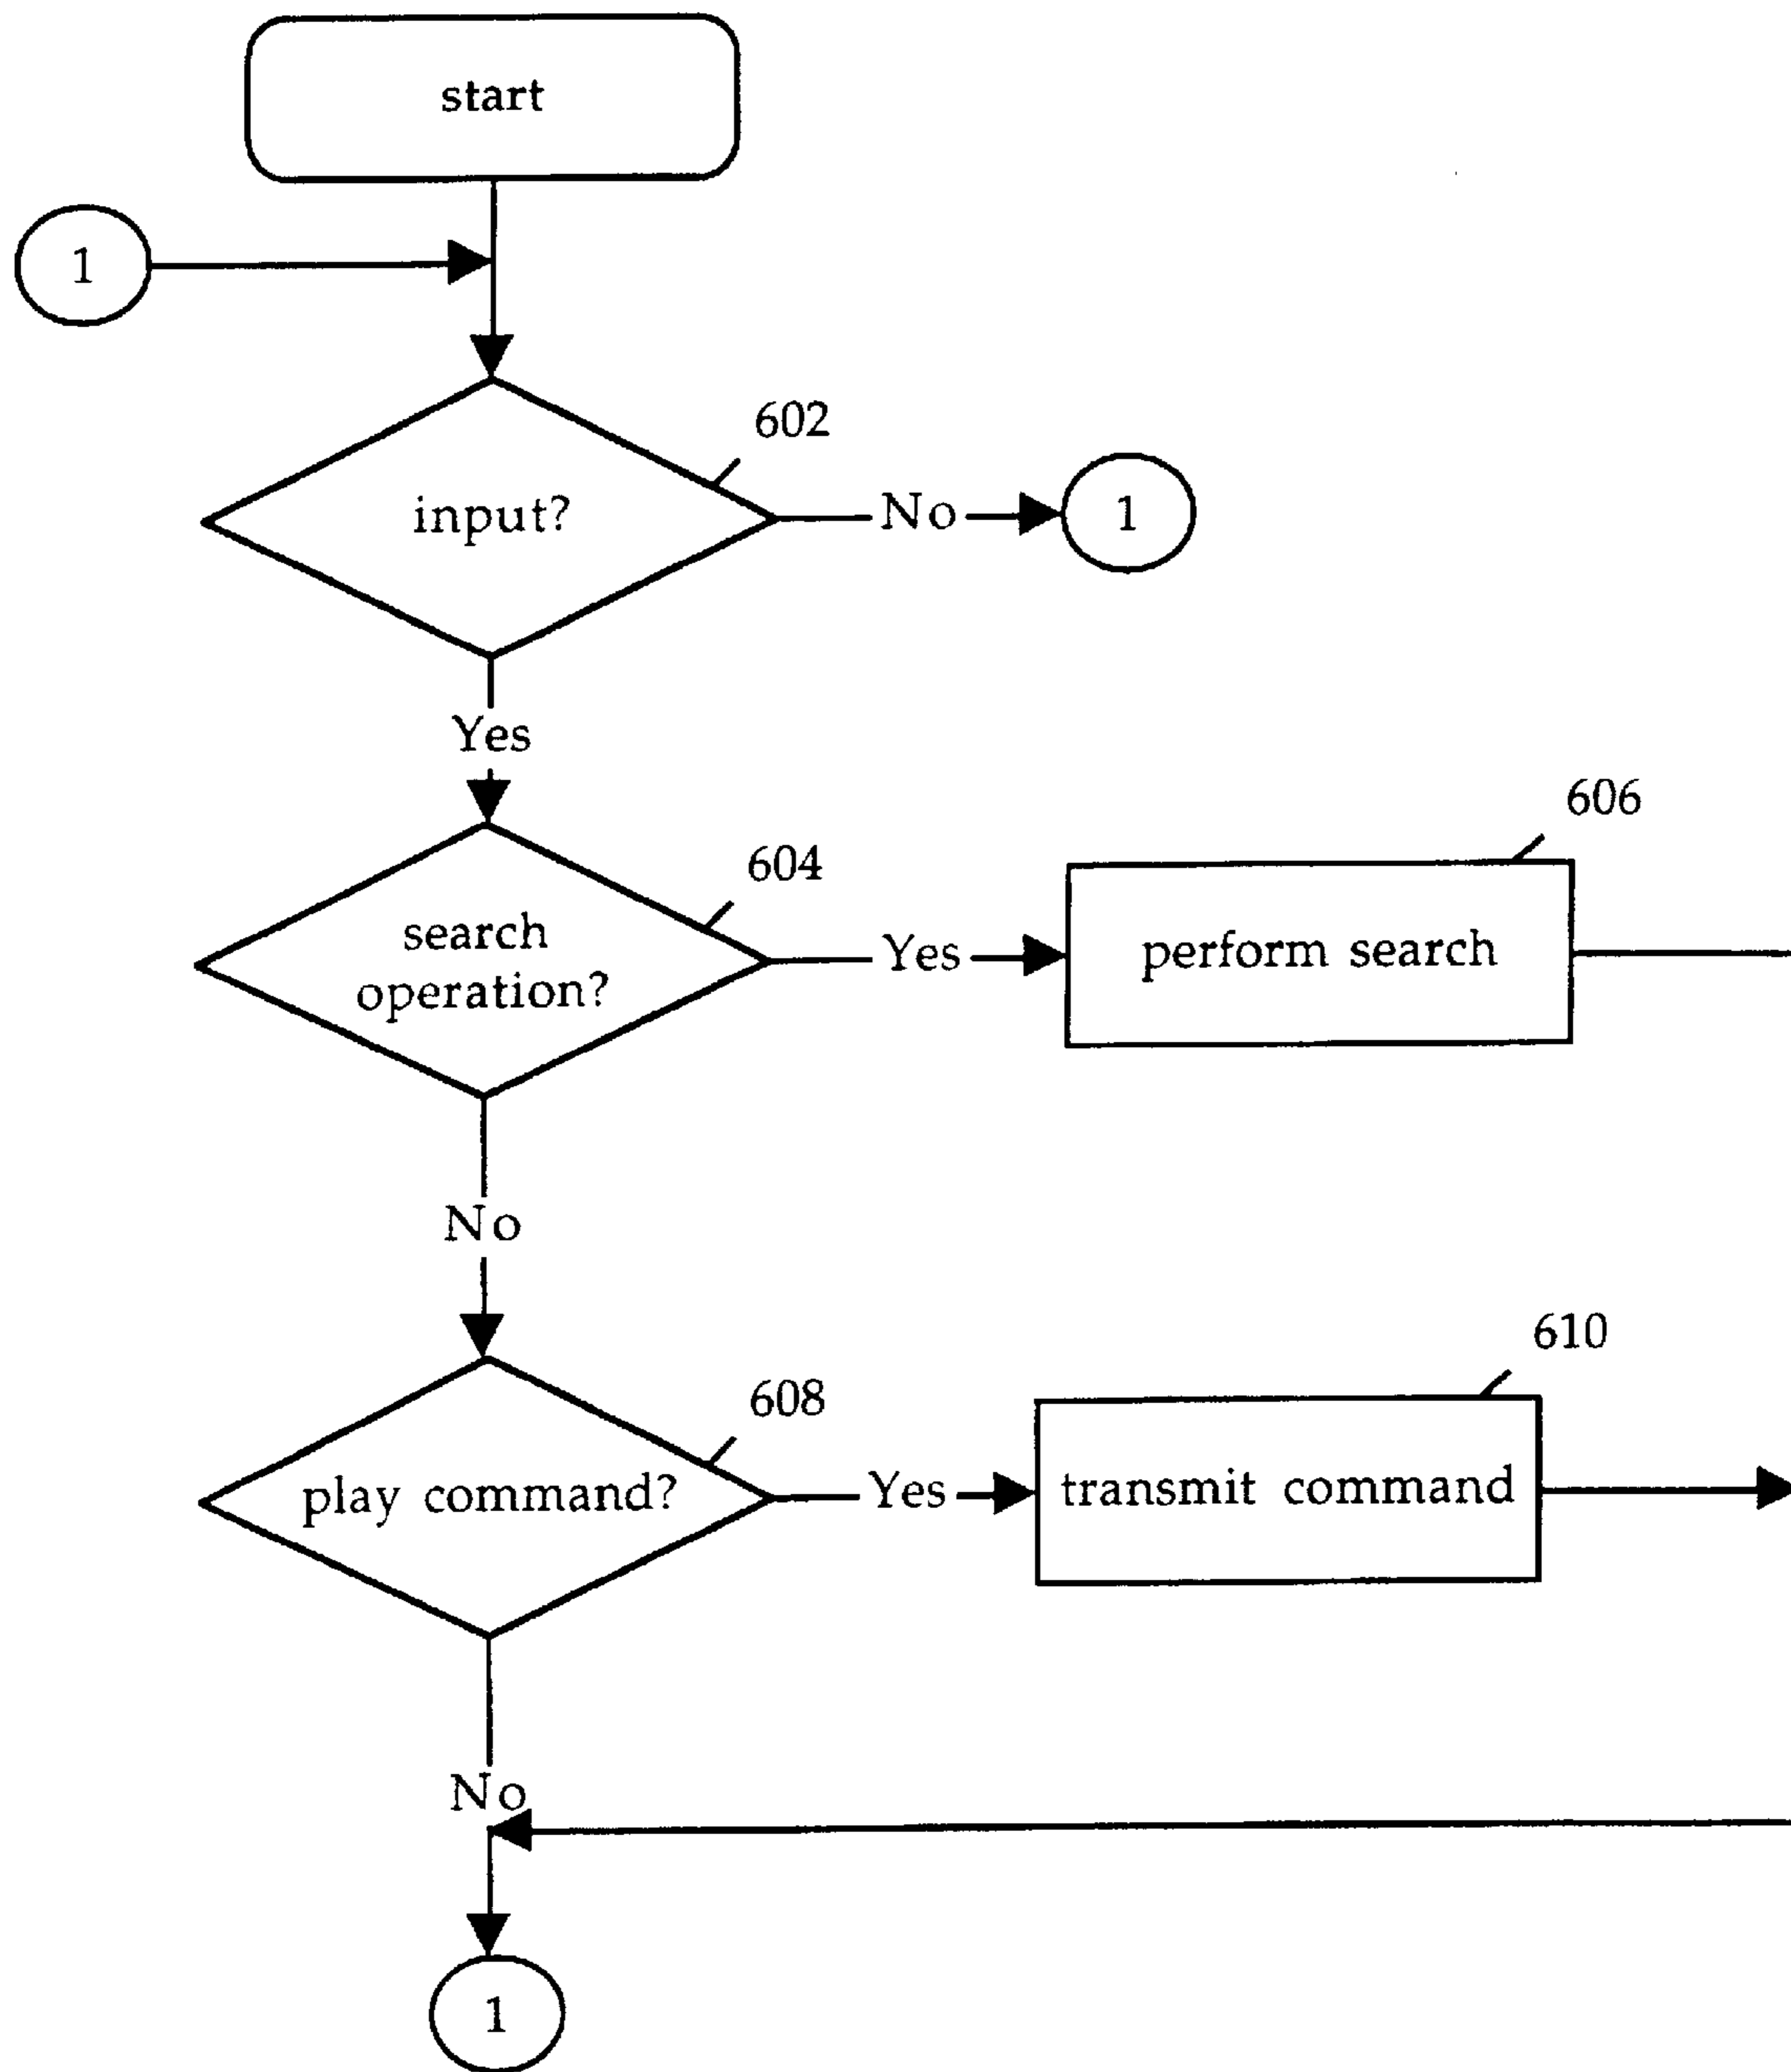 start
1
602
input?
No
1
Yes
606
604
search
operation?
Yes
perform search
No
610
608
play command?
Yes
transmit command
No
1